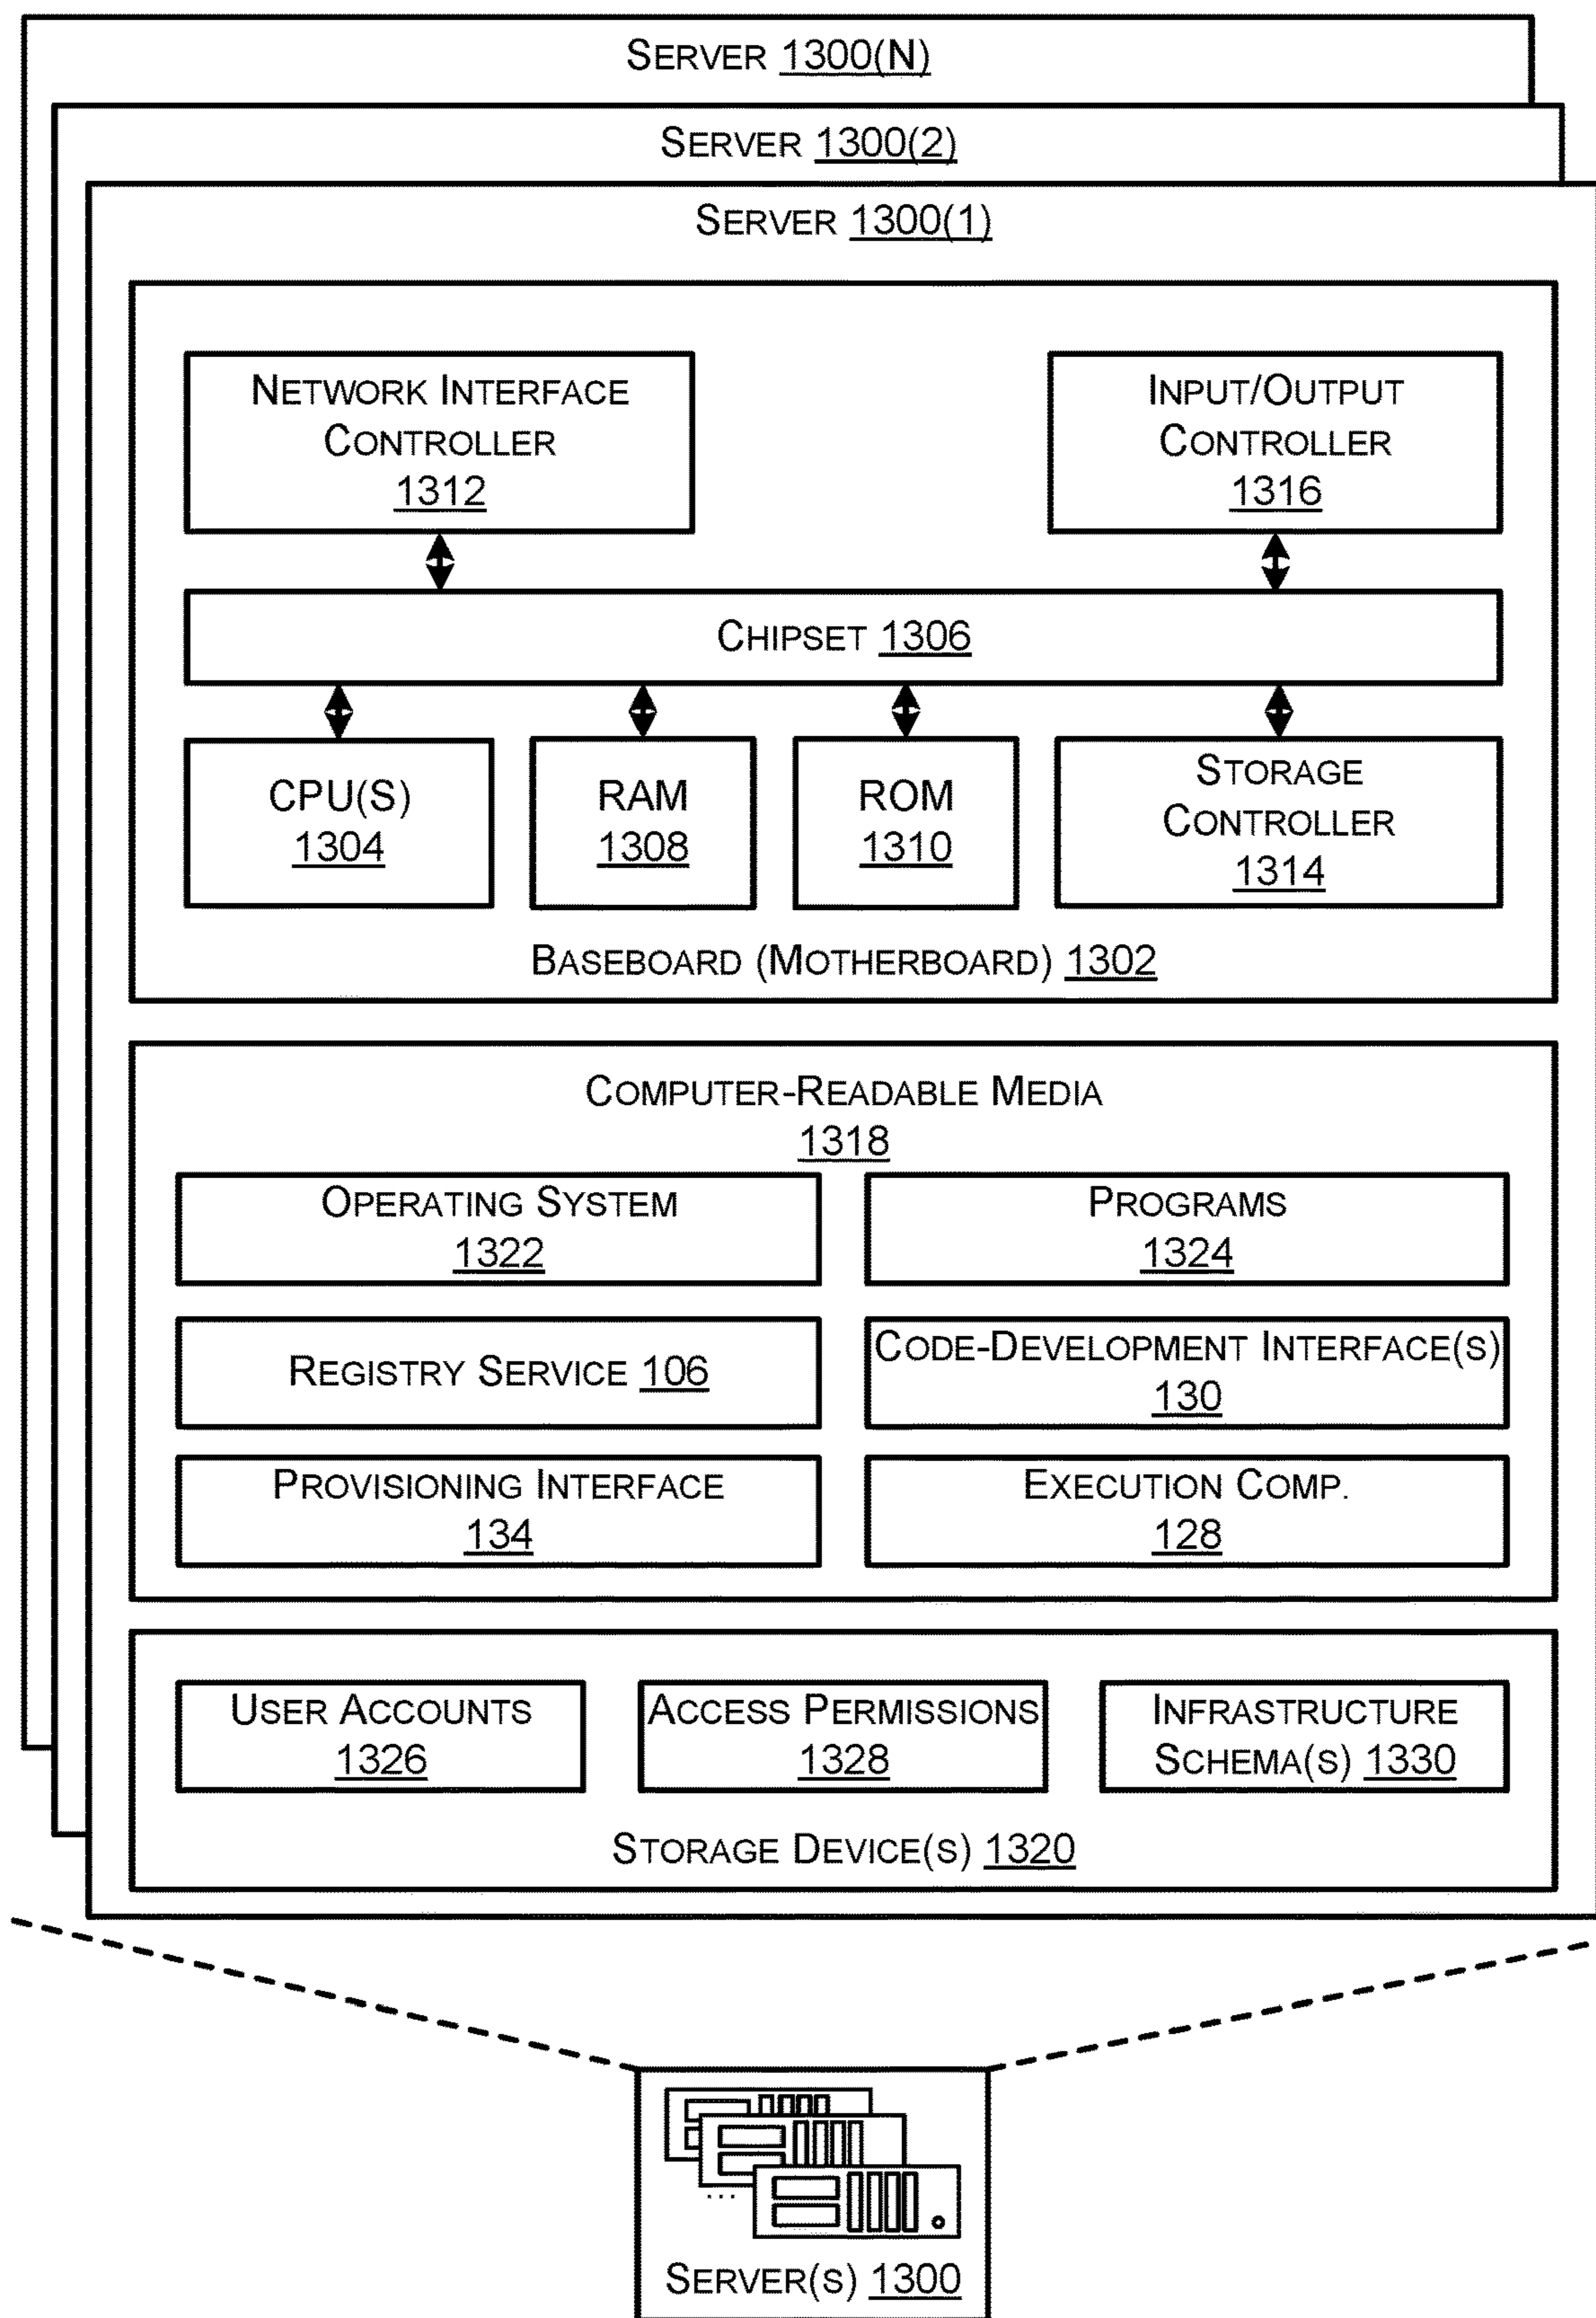 SERVER 1300(N)
SERVER 1300(2)
SERVER 1300(1)
NETWORK INTERFACE
CONTROLLER
1312
INPUT/OUTPUT
CONTROLLER
1316
CHIPSET 1306
CPU(S)
1304
RAM
1308
ROM
1310
STORAGE
CONTROLLER
1314
BASEBOARD (MOTHERBOARD) 1302
COMPUTER-READABLE MEDIA
1318
OPERATING SYSTEM
1322
PROGRAMS
1324
REGISTRY SERVICE 106
CODE-DEVELOPMENT INTERFACE(S)
130
PROVISIONING INTERFACE
134
EXECUTION COMP.
128
USER ACCOUNTS
1326
ACCESS PERMISSIONS
1328
INFRASTRUCTURE
SCHEMA(S) 1330
STORAGE DEVICE(S) 1320
...
SERVER(S) 1300